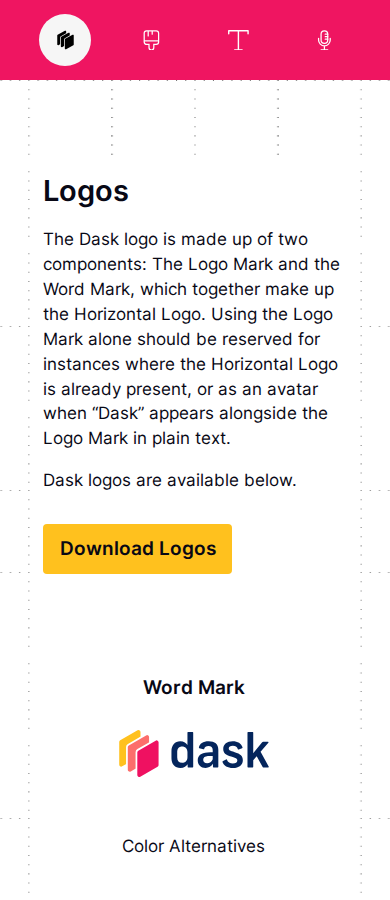 Logos
The Dask logo is made up of two
components: The Logo Mark and the
Word Mark, which together make up
the Horizontal Logo. Using the Logo
Mark alone should be reserved for
instances where the Horizontal Logo
is already present, or as an avatar
when “Dask” appears alongside the
Logo Mark in plain text.
Dask logos are available below.
Download Logos
Word Mark
dask
Color Alternatives